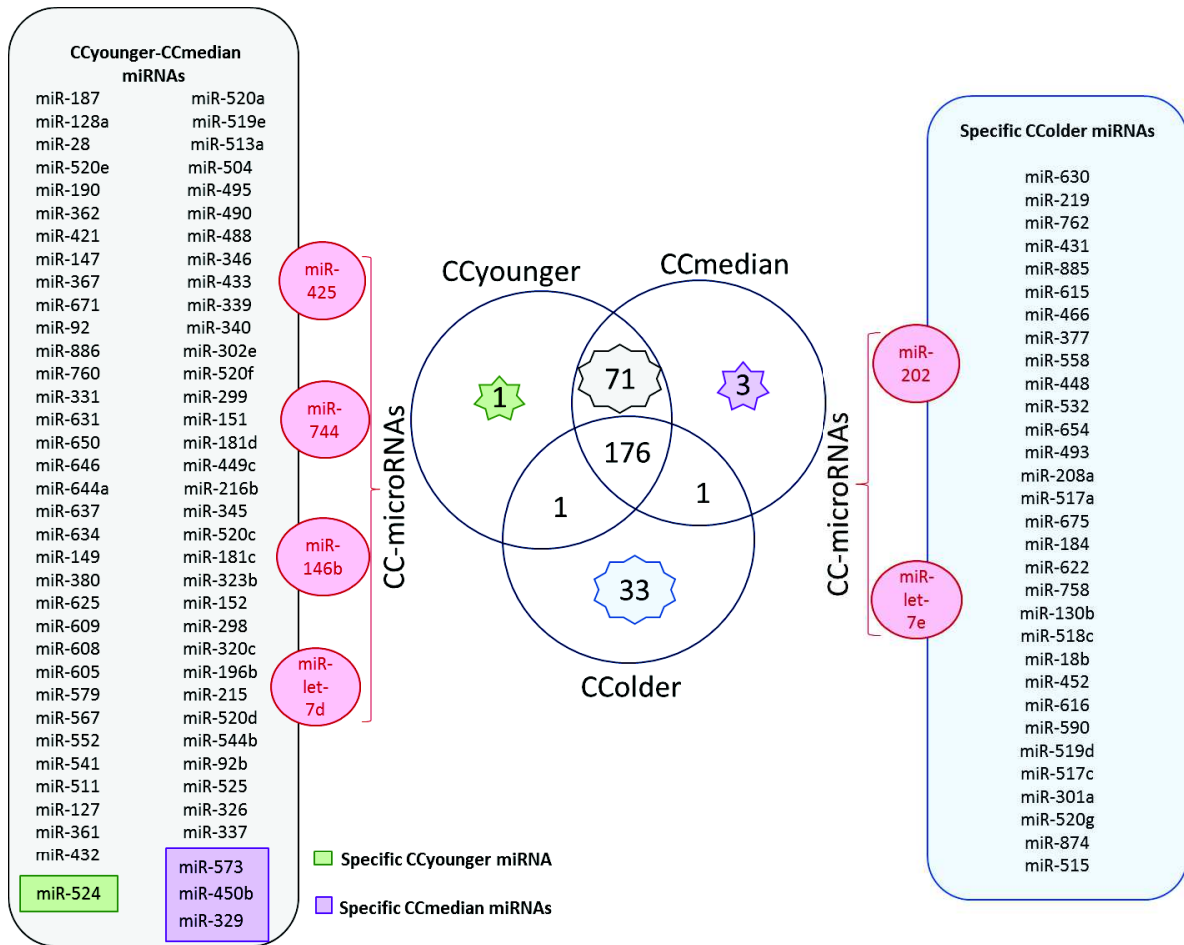 CCyounger-CCmedian
miRNAs
miR-187
miR-128a
miR-28
miR-520e
miR-190
miR-362
miR-421
miR-147
miR-367
miR-671
miR-92
miR-886
miR-760
miR-331
miR-631
miR-650
miR-646
miR-644a
miR-637
miR-634
miR-149
miR-380
miR-625
miR-609
miR-608
miR-605
miR-579
miR-567
miR-552
miR-541
miR-511
miR-127
miR-361
miR-432
miR-524
miR-520a
miR-519e
miR-513a
miR-504
miR-495
miR-490
miR-488
miR-346
miR-433
miR-339
miR-340
miR-302e
miR-520f
miR-299
miR-151
miR-181d
miR-449c
miR-216b
miR-345
miR-520c
miR-181c
miR-323b
miR-152
miR-298
miR-320c
miR-196b
miR-215
miR-520d
miR-544b
miR-92b
miR-525
miR-326
miR-337
miR-573
miR-450b
miR-329
miR-
425
miR-
744
miR-
146b
miR-
let-
7d
CC-microRNAs
CCyounger
CCmedian
1
71
3
176
1
1
33
CColder
Specific CCyounger miRNA
Specific CCmedian miRNAs
CC-microRNAs
miR-
202
miR-
let-
7e
Specific CColder miRNAs
miR-630
miR-219
miR-762
miR-431
miR-885
miR-615
miR-466
miR-377
miR-558
miR-448
miR-532
miR-654
miR-493
miR-208a
miR-517a
miR-675
miR-184
miR-622
miR-758
miR-130b
miR-518c
miR-18b
miR-452
miR-616
miR-590
miR-519d
miR-517c
miR-301a
miR-520g
miR-874
miR-515